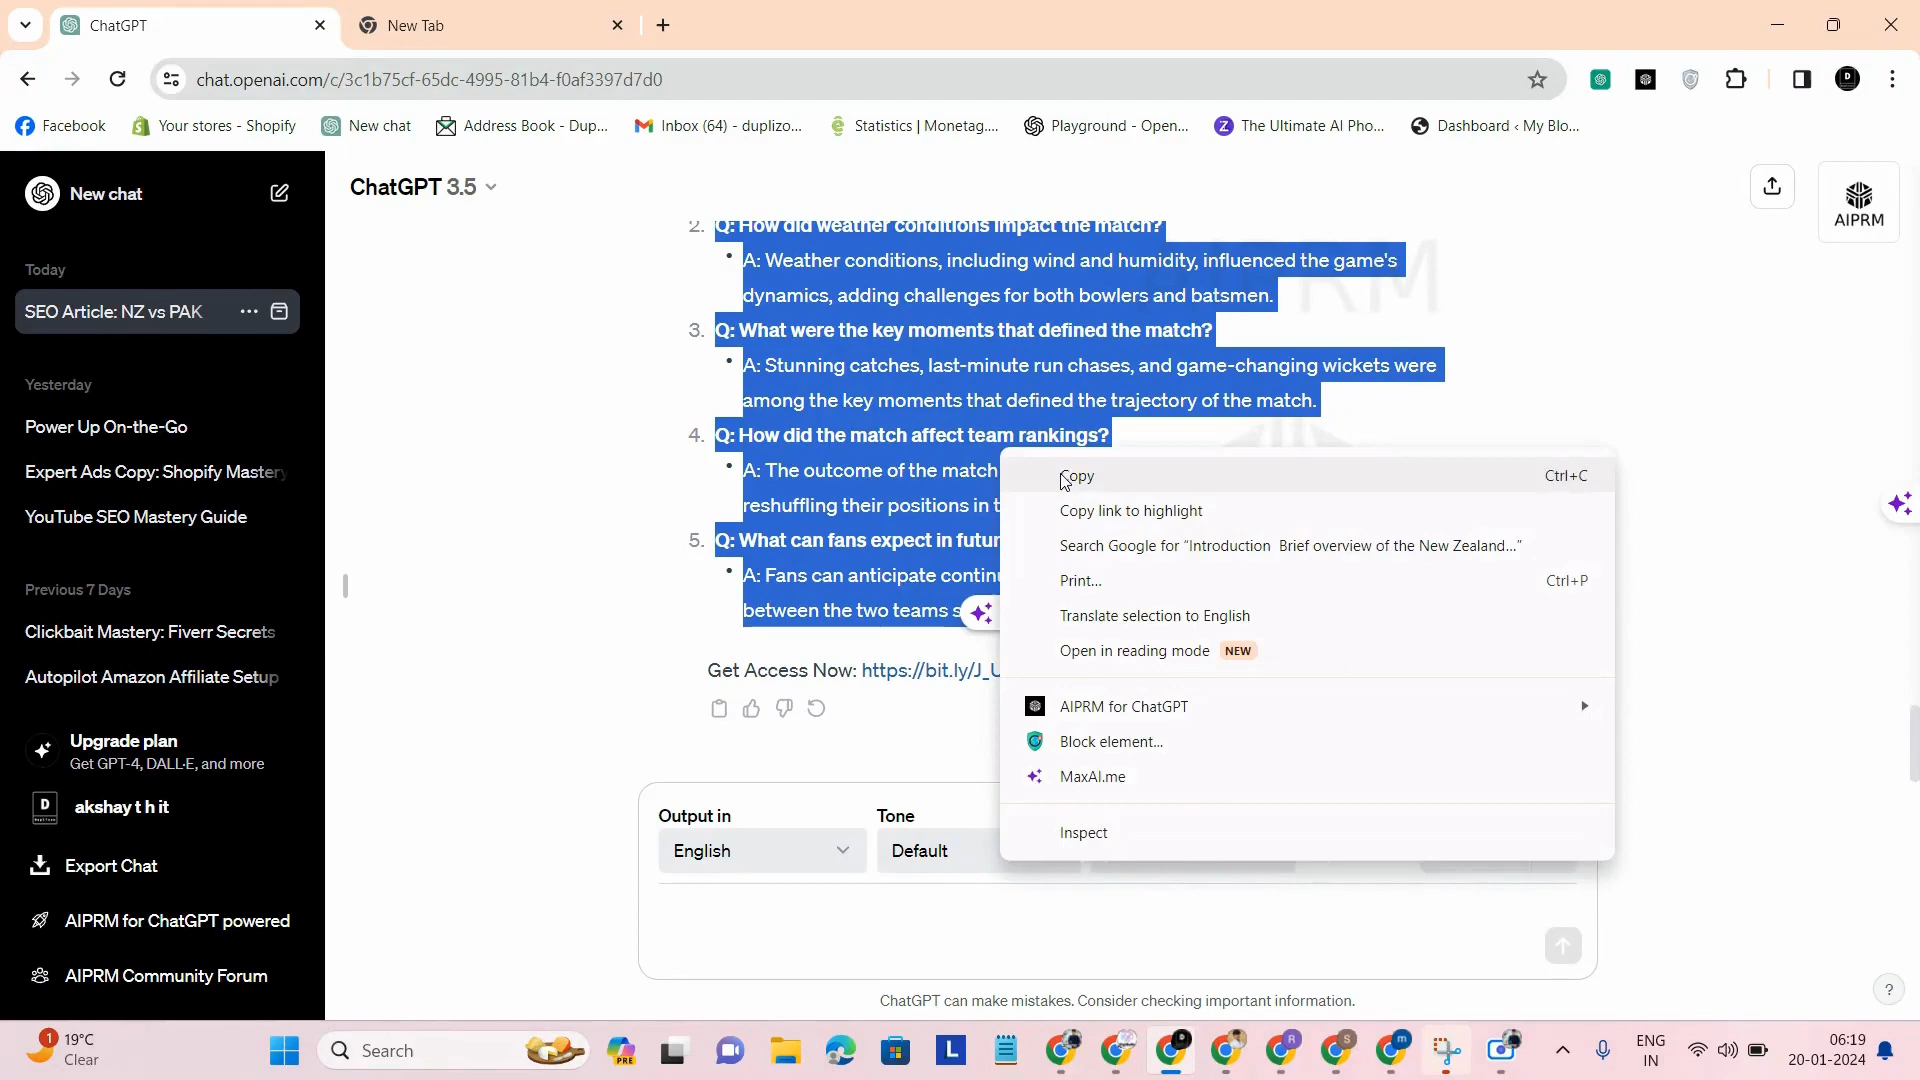 ChatGPT
New Tab
chat.openai.com/c/3c1b75cf-65dc-4995-81b4-f0af3397d7d0
Facebook
Your stores - Shopify
New chat
Address Book - Dup...
Inbox (64) - duplizo...
Statistics | Monetag....
Playground - Open...
The Ultimate AI Pho...
Dashboard ‹ My Blo...
New chat
Today
SEO Article: NZ vs PAK
Yesterday
Power Up On-the-Go
Expert Ads Copy: Shopify Mastery
YouTube SEO Mastery Guide
Previous 7 Days
Clickbait Mastery: Fiverr Secrets
Autopilot Amazon Affiliate Setup
Upgrade plan
Get GPT-4, DALL·E, and more
D
akshay t h it
Export Chat
AIPRM for ChatGPT powered
AIPRM Community Forum
ChatGPT 3.5
AIPRM
AIPRM
2. Q: How did weather conditions impact the match?
• A: Weather conditions, including wind and humidity, influenced the game's
dynamics, adding challenges for both bowlers and batsmen.
3. Q: What were the key moments that defined the match?
• A: Stunning catches, last-minute run chases, and game-changing wickets were
among the key moments that defined the trajectory of the match.
4. Q: How did the match affect team rankings?
• A: The outcome of the match
reshuffling their positions in t
5. Q: What can fans expect in futur
• A: Fans can anticipate continu
between the two teams s
Get Access Now: https://bit.ly/J_U
Copy Ctrl+C
Copy link to highlight
Search Google for “Introduction Brief overview of the New Zealand...”
Print... Ctrl+P
Translate selection to English
Open in reading mode NEW
AIPRM for ChatGPT
Block element...
MaxAI.me
Inspect
Output in
English
Tone
Default
ChatGPT can make mistakes. Consider checking important information.
?
1
19°C
Clear
Search
PRE
L
R
S
m
ENG
IN
06:19
20-01-2024